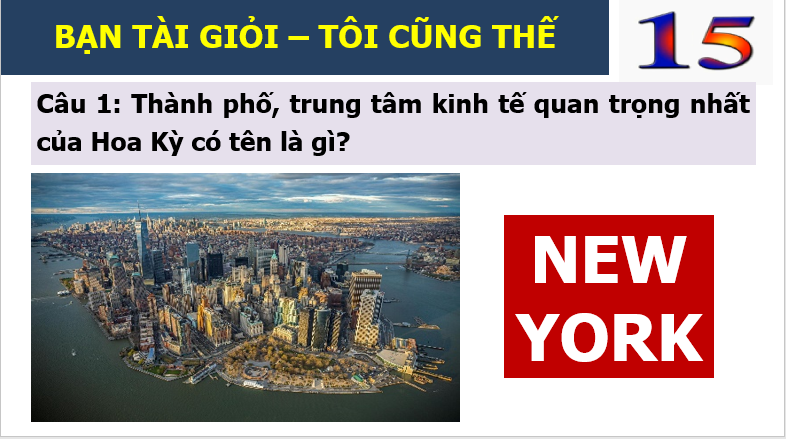 BẠN TÀI GIỎI – TÔI CŨNG THẾ
15
Câu 1: Thành phố, trung tâm kinh tế quan trọng nhất
của Hoa Kỳ có tên là gì?
NEW
YORK